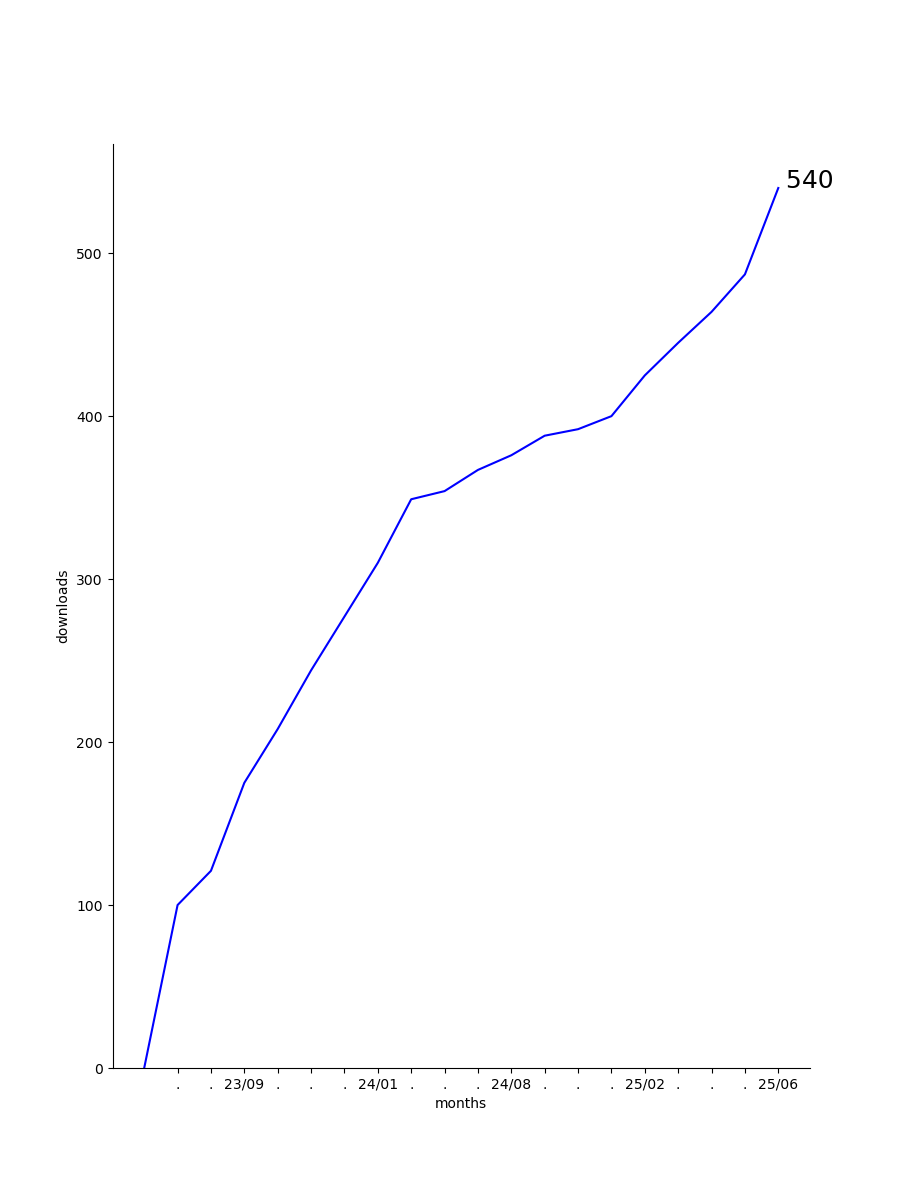 540
500
400
300
200
100
0
downloads
. . 23/09 . . . 24/01 . . . 24/08 . . . 25/02 . . . 25/06
months